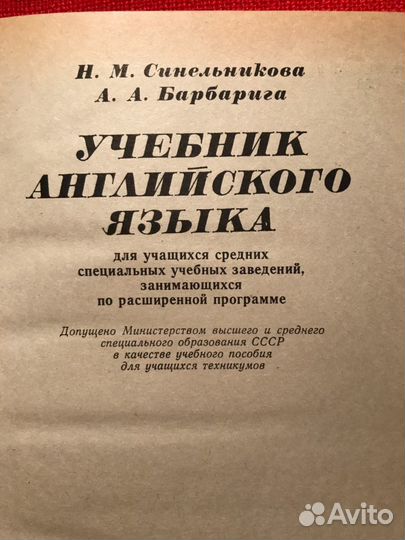 Н. М. Синельникова
А. А. Барбарига
УЧЕБНИК
АНГЛИЙСКОГО
ЯЗЫКА
для учащихся средних
специальных учебных заведений,
занимающихся
по расширенной программе
Допущено Министерством высшего и среднего
специального образования СССР
в качестве учебного пособия
для учащихся техникумов
Avito